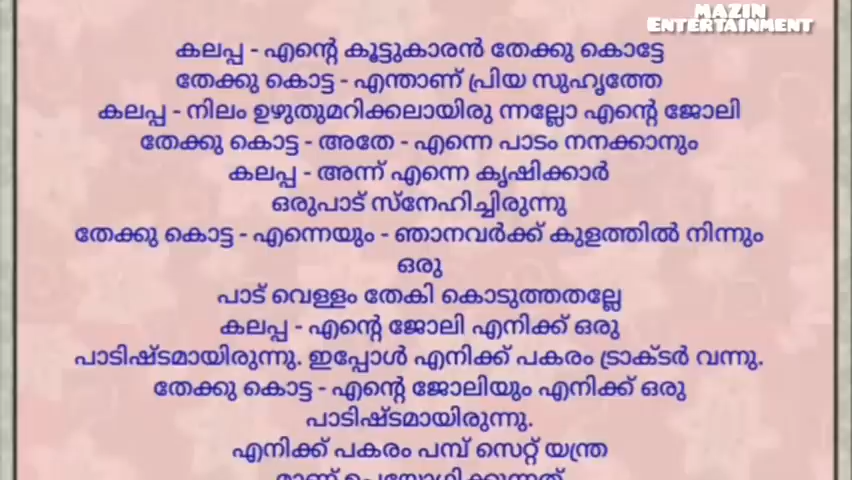 MAZIN
ENTERTAINMENT
കലപ്പ - എന്റെ കൂട്ടുകാരൻ തേക്കു കൊട്ടേ
തേക്കു കൊട്ട - എന്താണ് പ്രിയ സുഹൃത്തേ
കലപ്പ - നിലം ഉഴുതുമറിക്കലായിരു ന്നല്ലോ എന്റെ ജോലി
തേക്കു കൊട്ട - അതേ - എന്നെ പാടം നനക്കാനും
കലപ്പ - അന്ന് എന്നെ കൃഷിക്കാർ
ഒരുപാട് സ്നേഹിച്ചിരുന്നു
തേക്കു കൊട്ട - എന്നെയും - ഞാനവർക്ക് കുളത്തിൽ നിന്നും
ഒരു
പാട് വെള്ളം തേകി കൊടുത്തതല്ലേ
കലപ്പ - എന്റെ ജോലി എനിക്ക് ഒരു
പാടിഷ്ടമായിരുന്നു. ഇപ്പോൾ എനിക്ക് പകരം ട്രാക്ടർ വന്നു.
തേക്കു കൊട്ട - എന്റെ ജോലിയും എനിക്ക് ഒരു
പാടിഷ്ടമായിരുന്നു.
എനിക്ക് പകരം പമ്പ് സെറ്റ് യന്ത്ര
മാണ് ഉപയോഗിക്കുന്നത്